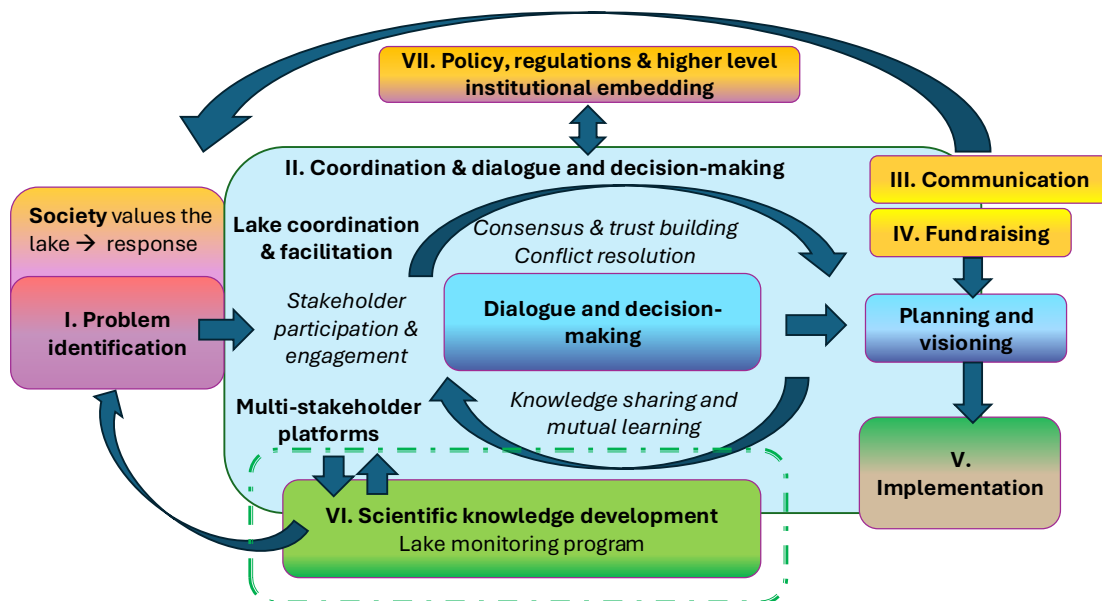 VII. Policy, regulations & higher level
institutional embedding
II. Coordination & dialogue and decision-making
III. Communication
IV. Fund raising
Society values the
lake → response
Lake coordination
& facilitation
Consensus & trust building
Conflict resolution
I. Problem
identification
Stakeholder
participation &
engagement
Dialogue and decision-
making
Planning and
visioning
Multi-stakeholder
platforms
Knowledge sharing and
mutual learning
V.
Implementation
VI. Scientific knowledge development
Lake monitoring program